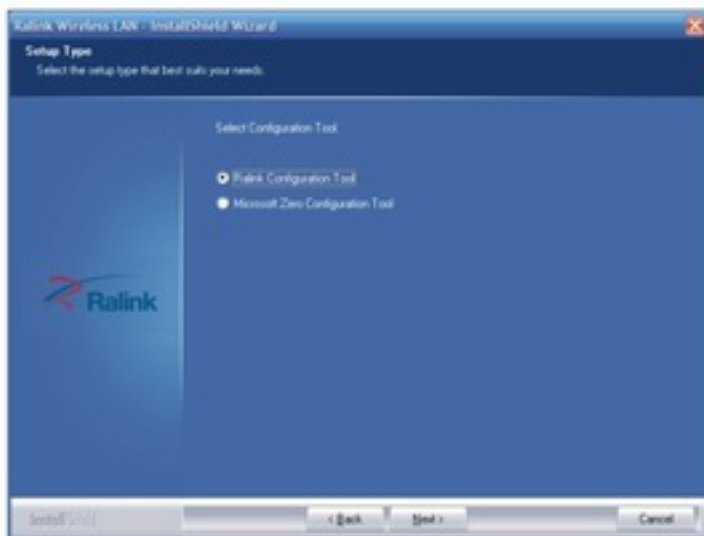 Ralink Wireless LAN - InstallShield Wizard
Setup Type
Select the setup type that best suits your needs.
Select Configuration Tool.
Ralink Configuration Tool
Microsoft Zero Configuration Tool
Ralink
InstallShield
< Back
Next >
Cancel